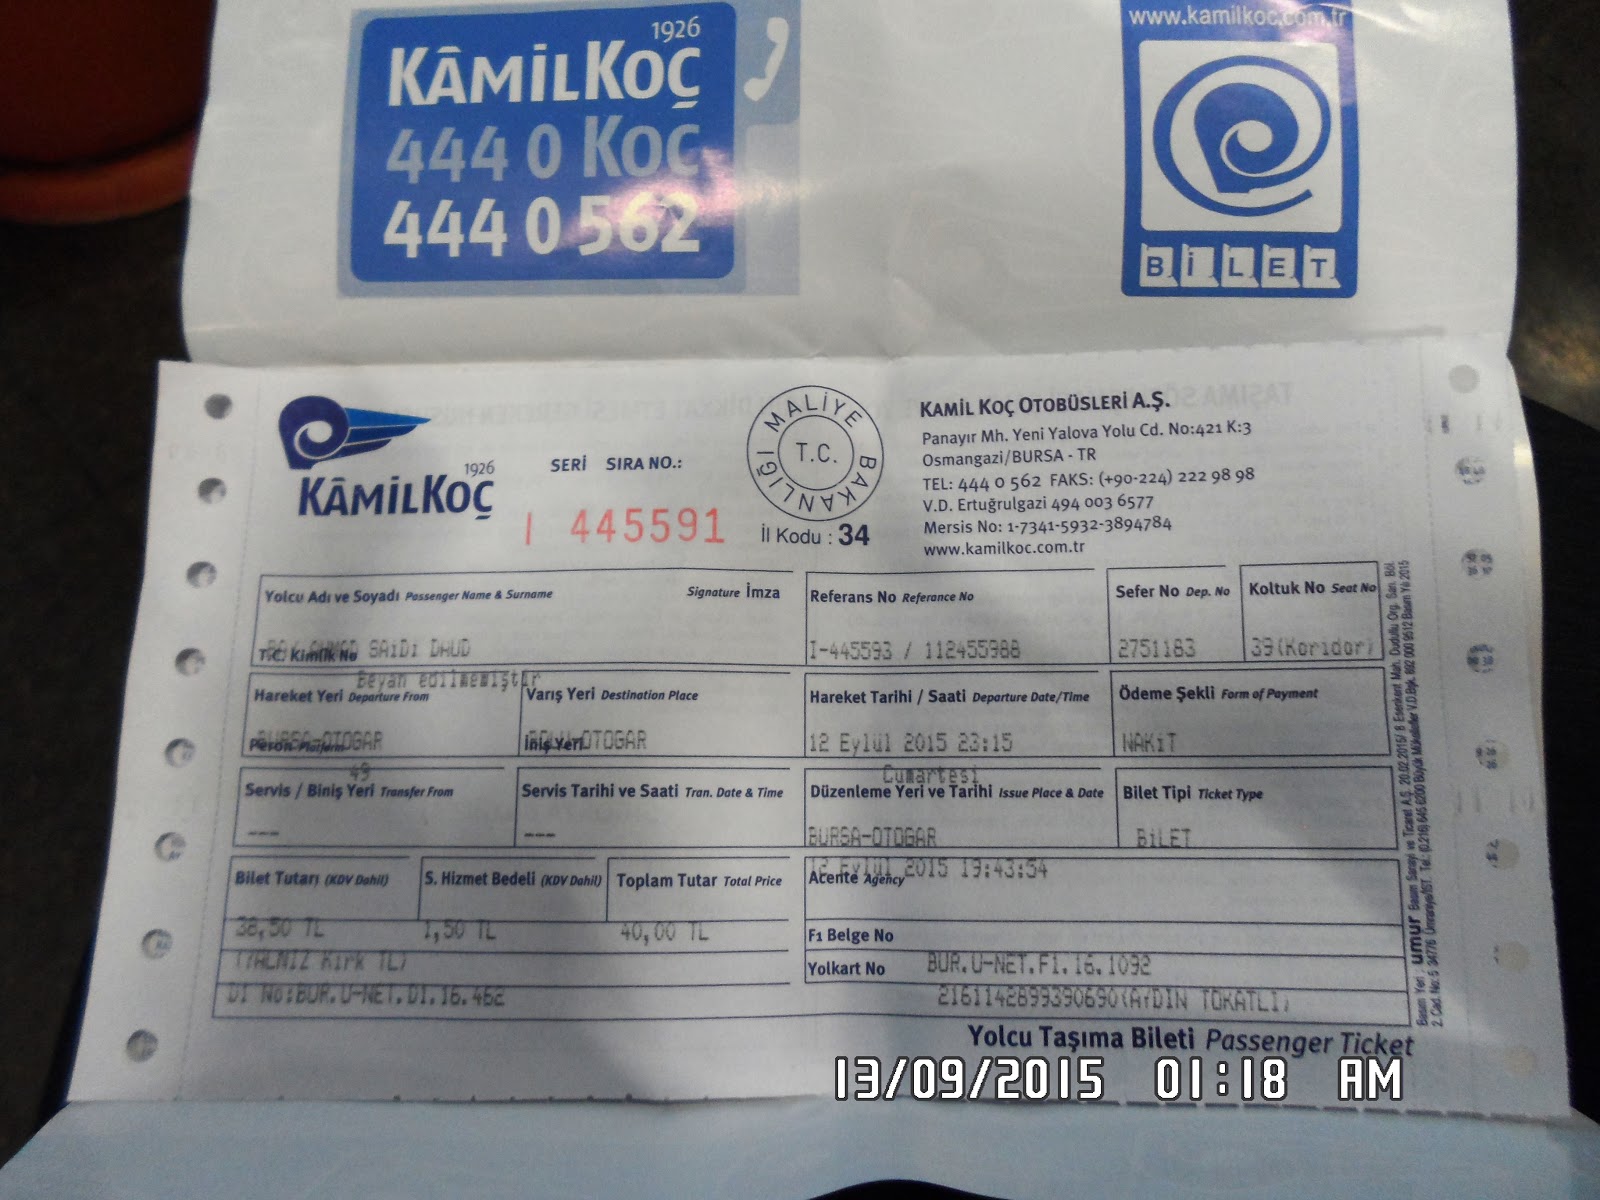 1926
KÂMİLKOÇ
444 0 KOÇ
444 0 562
www.kamilkoc.com.tr
BİLET
1926
KÂMİLKOÇ
SERİ SIRA NO.:
I 445591
MALİYE BAKANLIĞI
T.C.
İl Kodu : 34
KAMİL KOÇ OTOBÜSLERİ A.Ş.
Panayır Mh. Yeni Yalova Yolu Cd. No:421 K:3
Osmangazi/BURSA - TR
TEL: 444 0 562 FAKS: (+90-224) 222 98 98
V.D. Ertuğrulgazi 494 003 6577
Mersis No: 1-7341-5932-3894784
www.kamilkoc.com.tr
Yolcu Adı ve Soyadı Passenger Name & Surname Signature İmza
SAiDi DAUD
T.C. Kimlik No
Beyan edilmemiştir
Referans No Referance No
I-445593 / 112455988
Sefer No Dep. No
2751183
Koltuk No Seat No
39(Koridor)
Hareket Yeri Departure From
BURSA-OTOGAR
Peron Platform
49
Varış Yeri Destination Place
OTOGAR
İniş Yeri
Hareket Tarihi / Saati Departure Date/Time
12 Eylül 2015 23:15
Cumartesi
Ödeme Şekli Form of Payment
NAKiT
Servis / Biniş Yeri Transfer From
---
Servis Tarihi ve Saati Tran. Date & Time
---
Düzenleme Yeri ve Tarihi Issue Place & Date
BURSA-OTOGAR
12 Eylül 2015 19:43:54
Bilet Tipi Ticket Type
BiLET
Bilet Tutarı (KDV Dahil)
38,50 TL
S. Hizmet Bedeli (KDV Dahil)
1,50 TL
Toplam Tutar Total Price
40,00 TL
Acente Agency
(YALNIZ Kırk TL)
DI No:BUR.U-NET.DI.16.462
F1 Belge No
BUR.U-NET.F1.16.1092
Yolkart No
2161142899390690(AYDIN TOKATLI)
Yolcu Taşıma Bileti Passenger Ticket
13/09/2015 01:18 AM